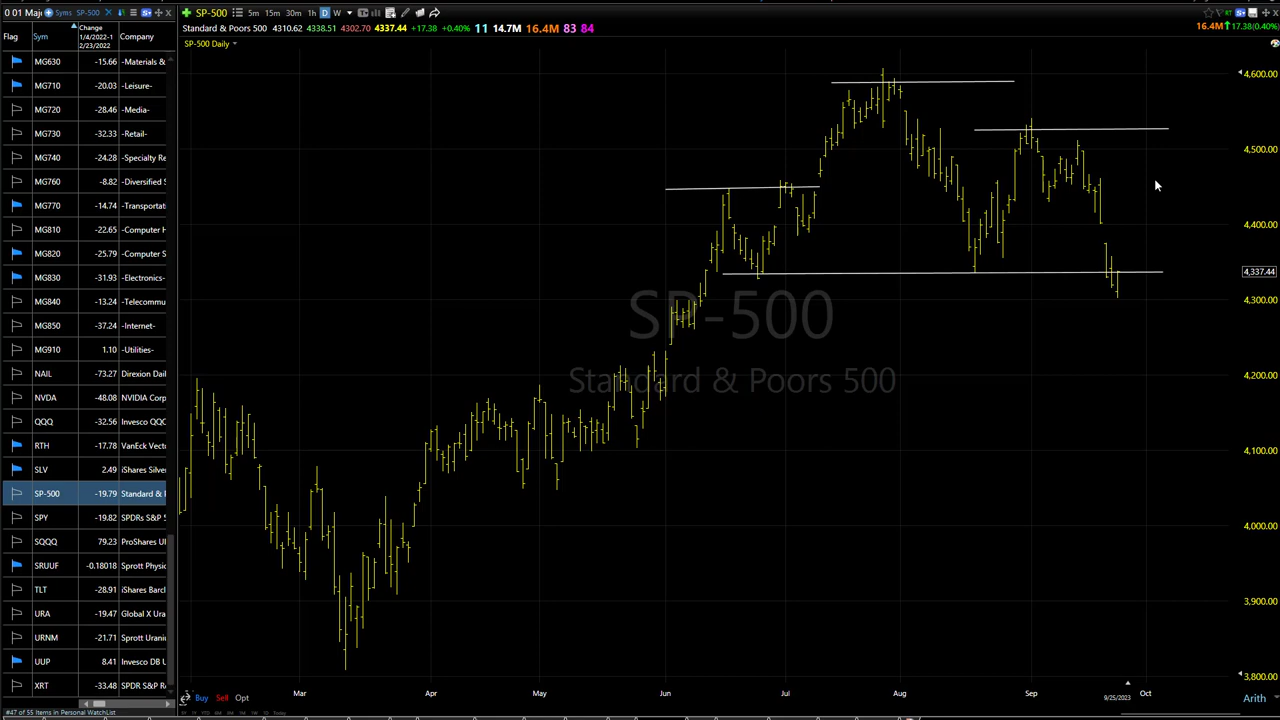 0 01 Maj Syms SP-500
SP-500 5m 15m 30m 1h D W
Flag Sym Change 1/4/2022-1 2/23/2022 Company
Standard & Poors 500 4310.62 4338.51 4302.70 4337.44 +17.38 +0.40% 11 14.7M 16.4M 83 84
16.4M 17.38(0.40%)
SP-500 Daily
MG630 -15.66 -Materials &
MG710 -20.03 -Leisure-
MG720 -28.46 -Media-
MG730 -32.33 -Retail-
MG740 -24.28 -Specialty Re
MG760 -8.82 -Diversified S
MG770 -14.74 -Transportat
MG810 -22.65 -Computer H
MG820 -25.79 -Computer S
MG830 -31.93 -Electronics-
MG840 -13.24 -Telecommu
MG850 -37.24 -Internet-
MG910 1.10 -Utilities-
NAIL -73.27 Direxion Dail
NVDA -48.08 NVIDIA Corp
QQQ -32.56 Invesco QQQ
RTH -17.78 VanEck Vecto
SLV 2.49 iShares Silver
SP-500 -19.79 Standard & P
SPY -19.82 SPDRs S&P 5
SQQQ 79.23 ProShares Ul
SRUUF -0.18018 Sprott Physic
TLT -28.91 iShares Barcl
URA -19.47 Global X Ura
URNM -21.71 Sprott Uraniu
UUP 8.41 Invesco DB U
XRT -33.48 SPDR S&P Re
#47 of 55 Items in Personal WatchList
SP-500
Standard & Poors 500
4,600.00
4,500.00
4,400.00
4,337.44
4,300.00
4,200.00
4,100.00
4,000.00
3,900.00
3,800.00
Mar Apr May Jun Jul Aug Sep Oct
9/25/2023
Buy Sell Opt
Arith